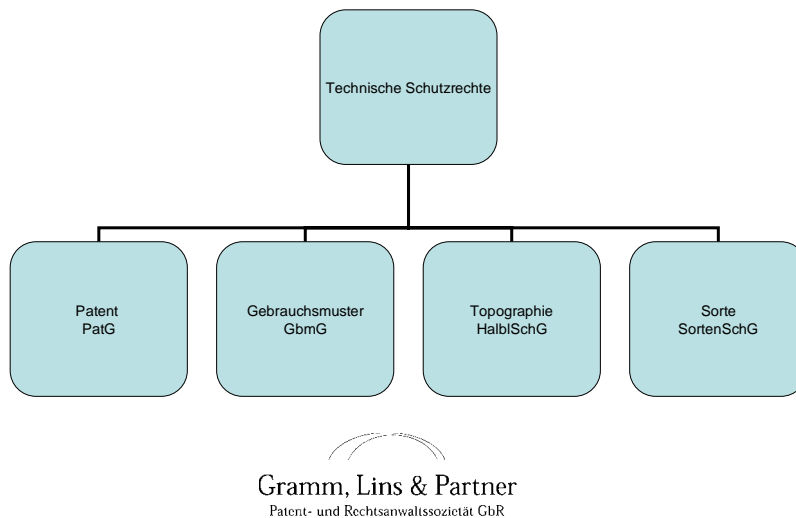 Technische Schutzrechte
Patent
PatG
Gebrauchsmuster
GbmG
Topographie
HalblSchG
Sorte
SortenSchG
Gramm, Lins & Partner
Patent- und Rechtsanwaltssozietät GbR